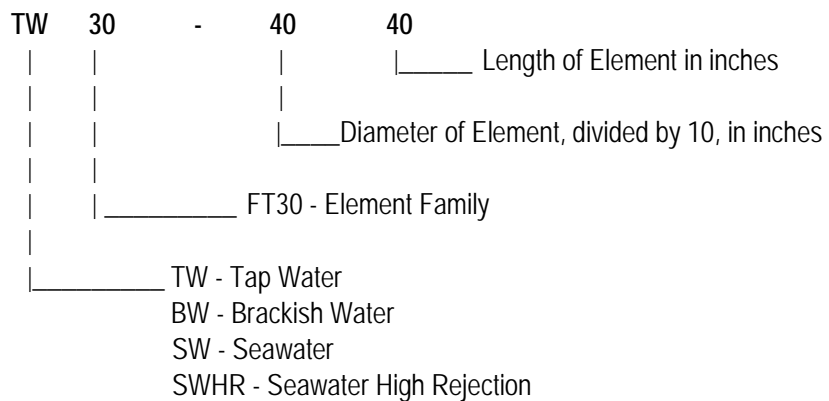 TW 30 - 40 40
Length of Element in inches
Diameter of Element, divided by 10, in inches
FT30 - Element Family
TW - Tap Water
BW - Brackish Water
SW - Seawater
SWHR - Seawater High Rejection